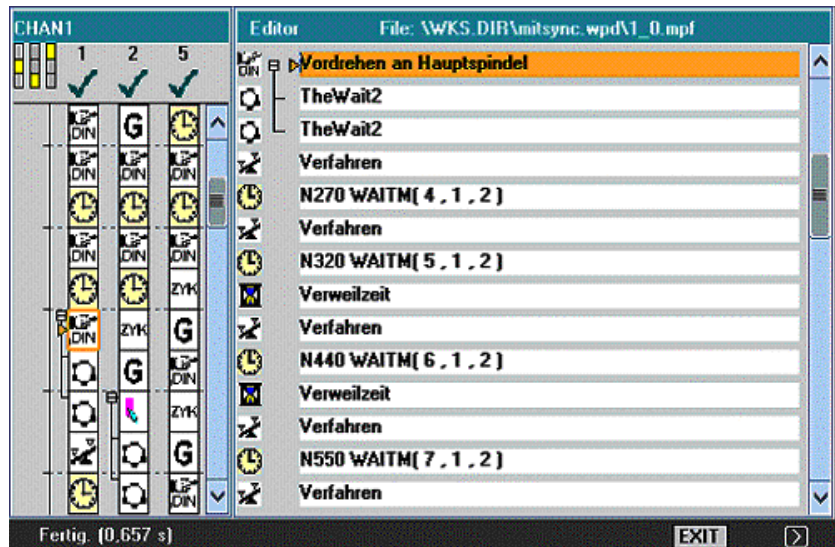 CHAN1
Editor File: \WKS.DIR\mitsync.wpd\1_0.mpf
1 2 5
DIN G
DIN DIN DIN
DIN DIN DIN
ZYK
DIN ZYK G
G DIN
ZYK
G
DIN
DIN Vordrehen an Hauptspindel
TheWait2
TheWait2
Verfahren
N270 WAITM( 4 , 1 , 2 )
Verfahren
N320 WAITM( 5 , 1 , 2 )
Verweilzeit
Verfahren
N440 WAITM( 6 , 1 , 2 )
Verweilzeit
Verfahren
N550 WAITM( 7 , 1 , 2 )
Verfahren
Fertig. (0,657 s) EXIT